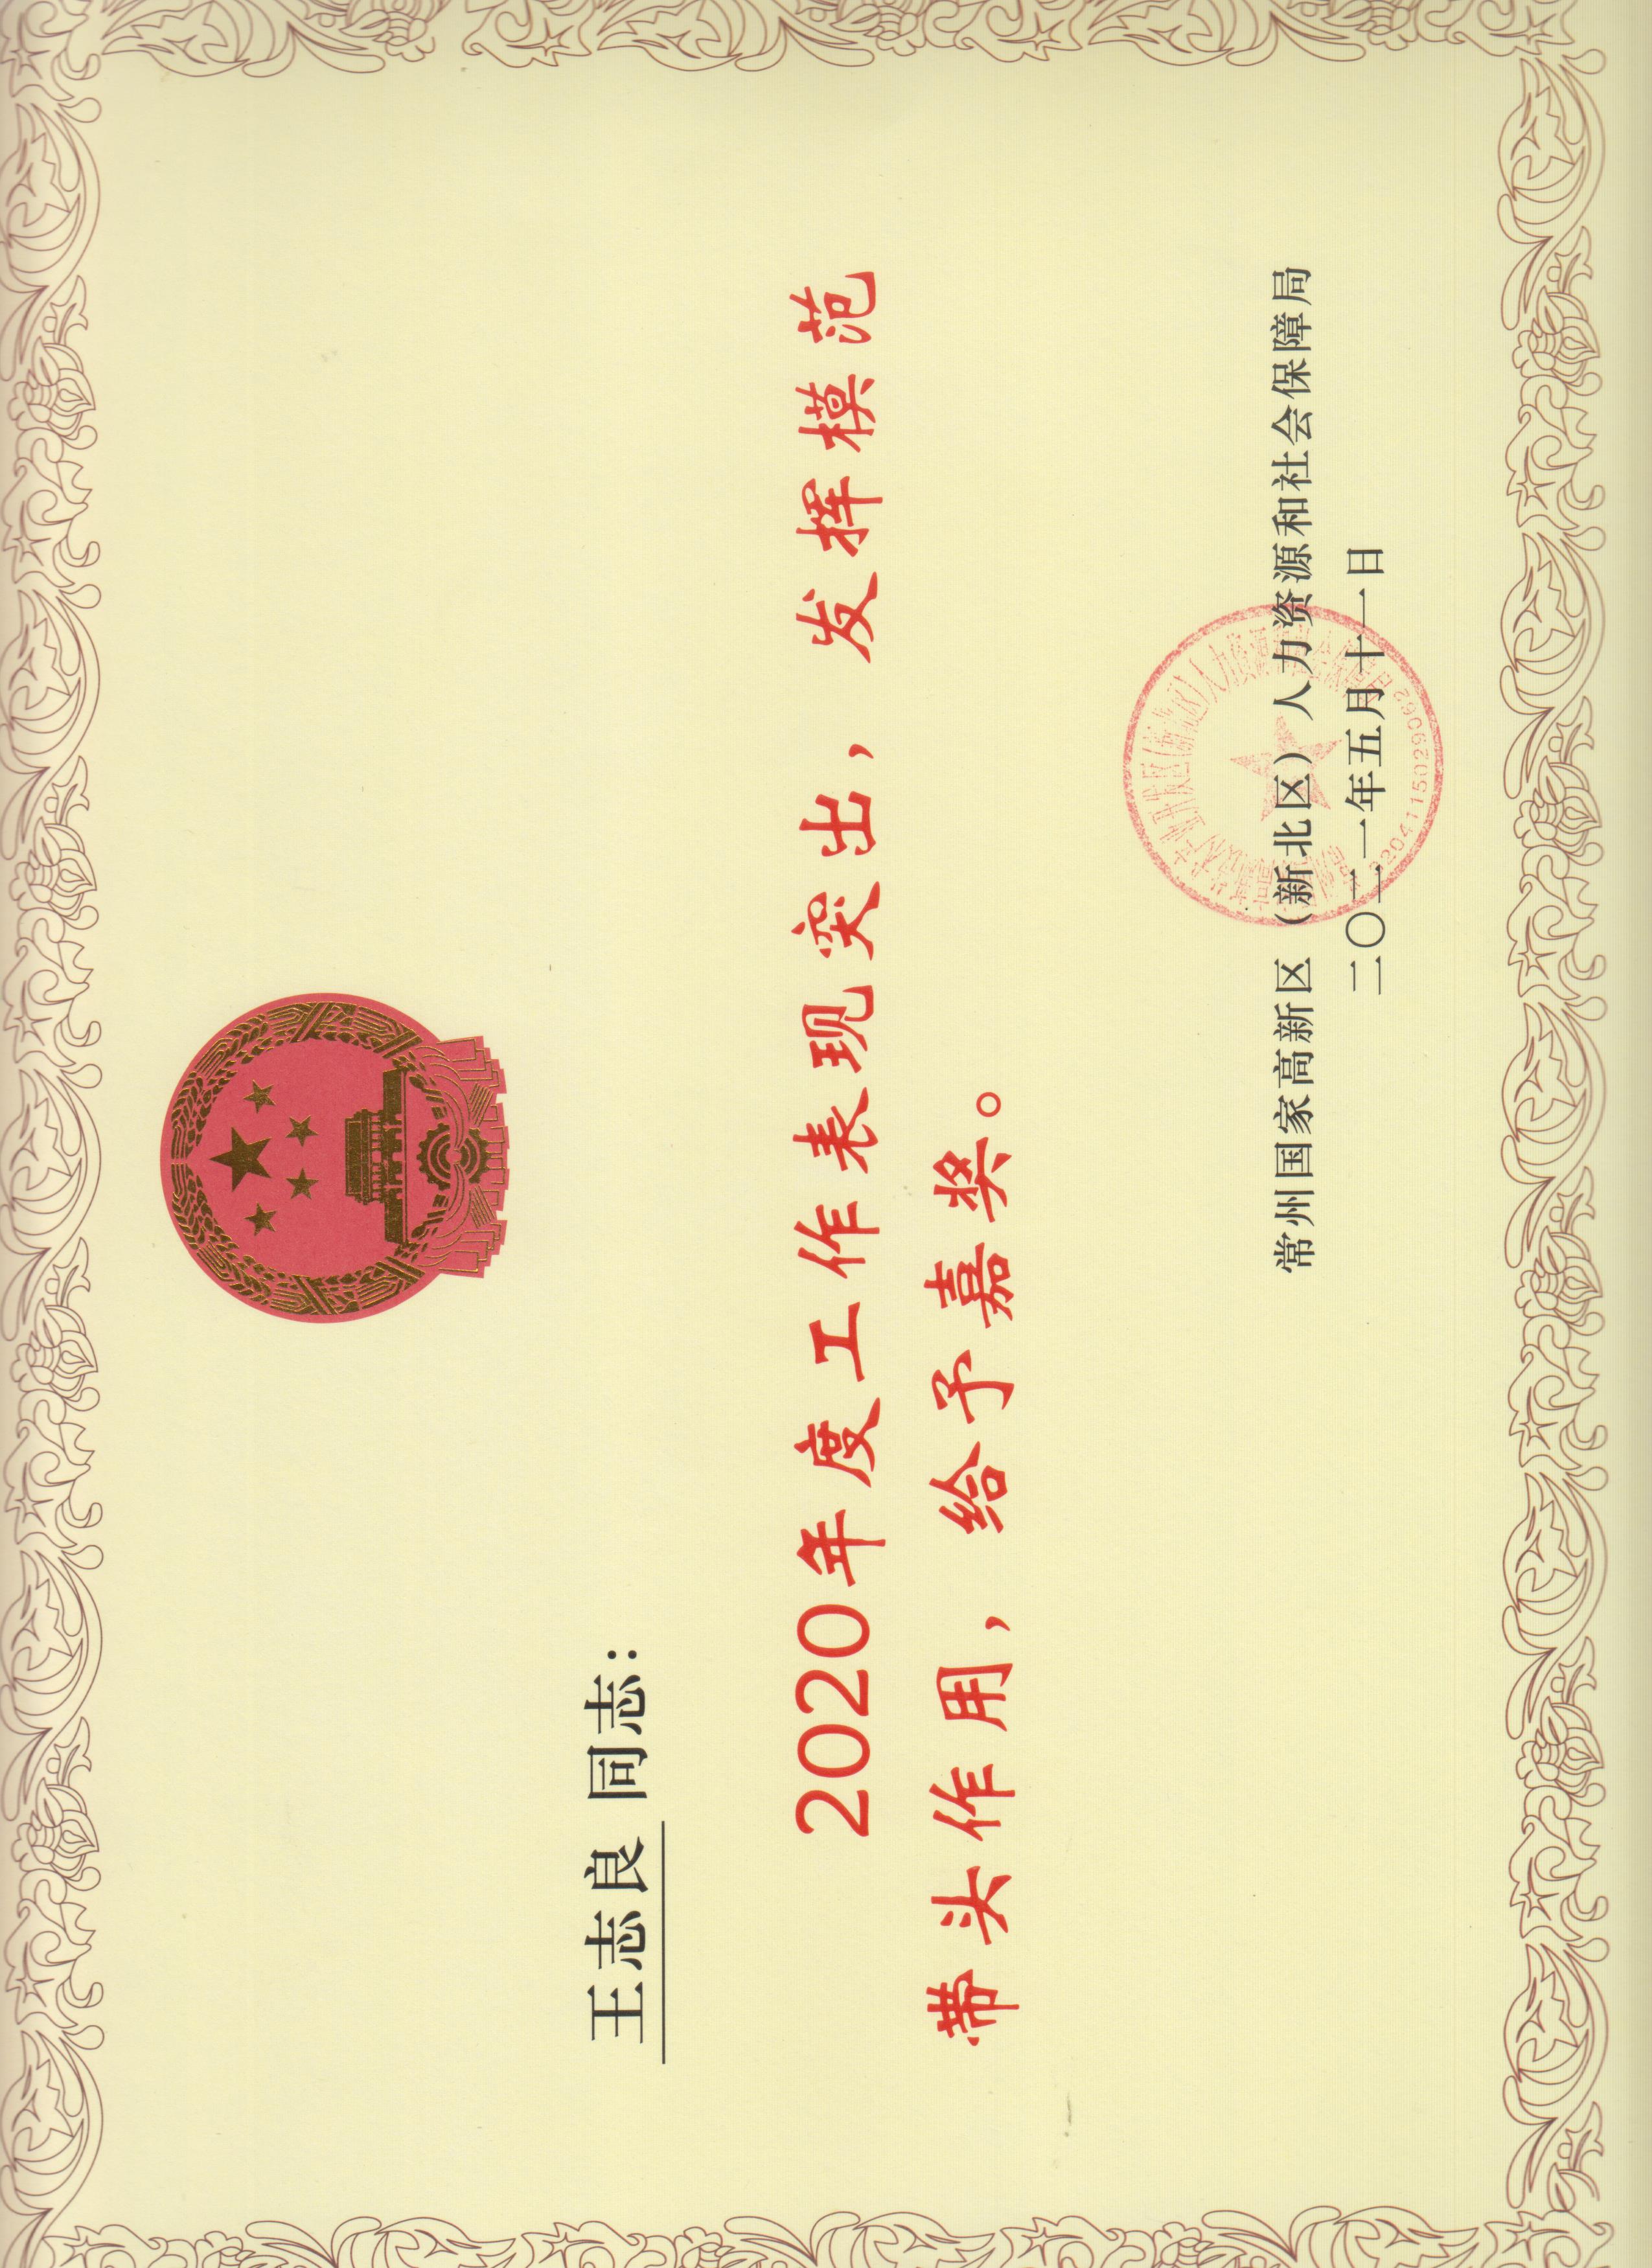 王志良 同志：
2020年度工作表现突出，发挥模范
带头作用，给予嘉奖。
常州国家高新区（新北区）人力资源和社会保障局
二〇二一年五月十一日